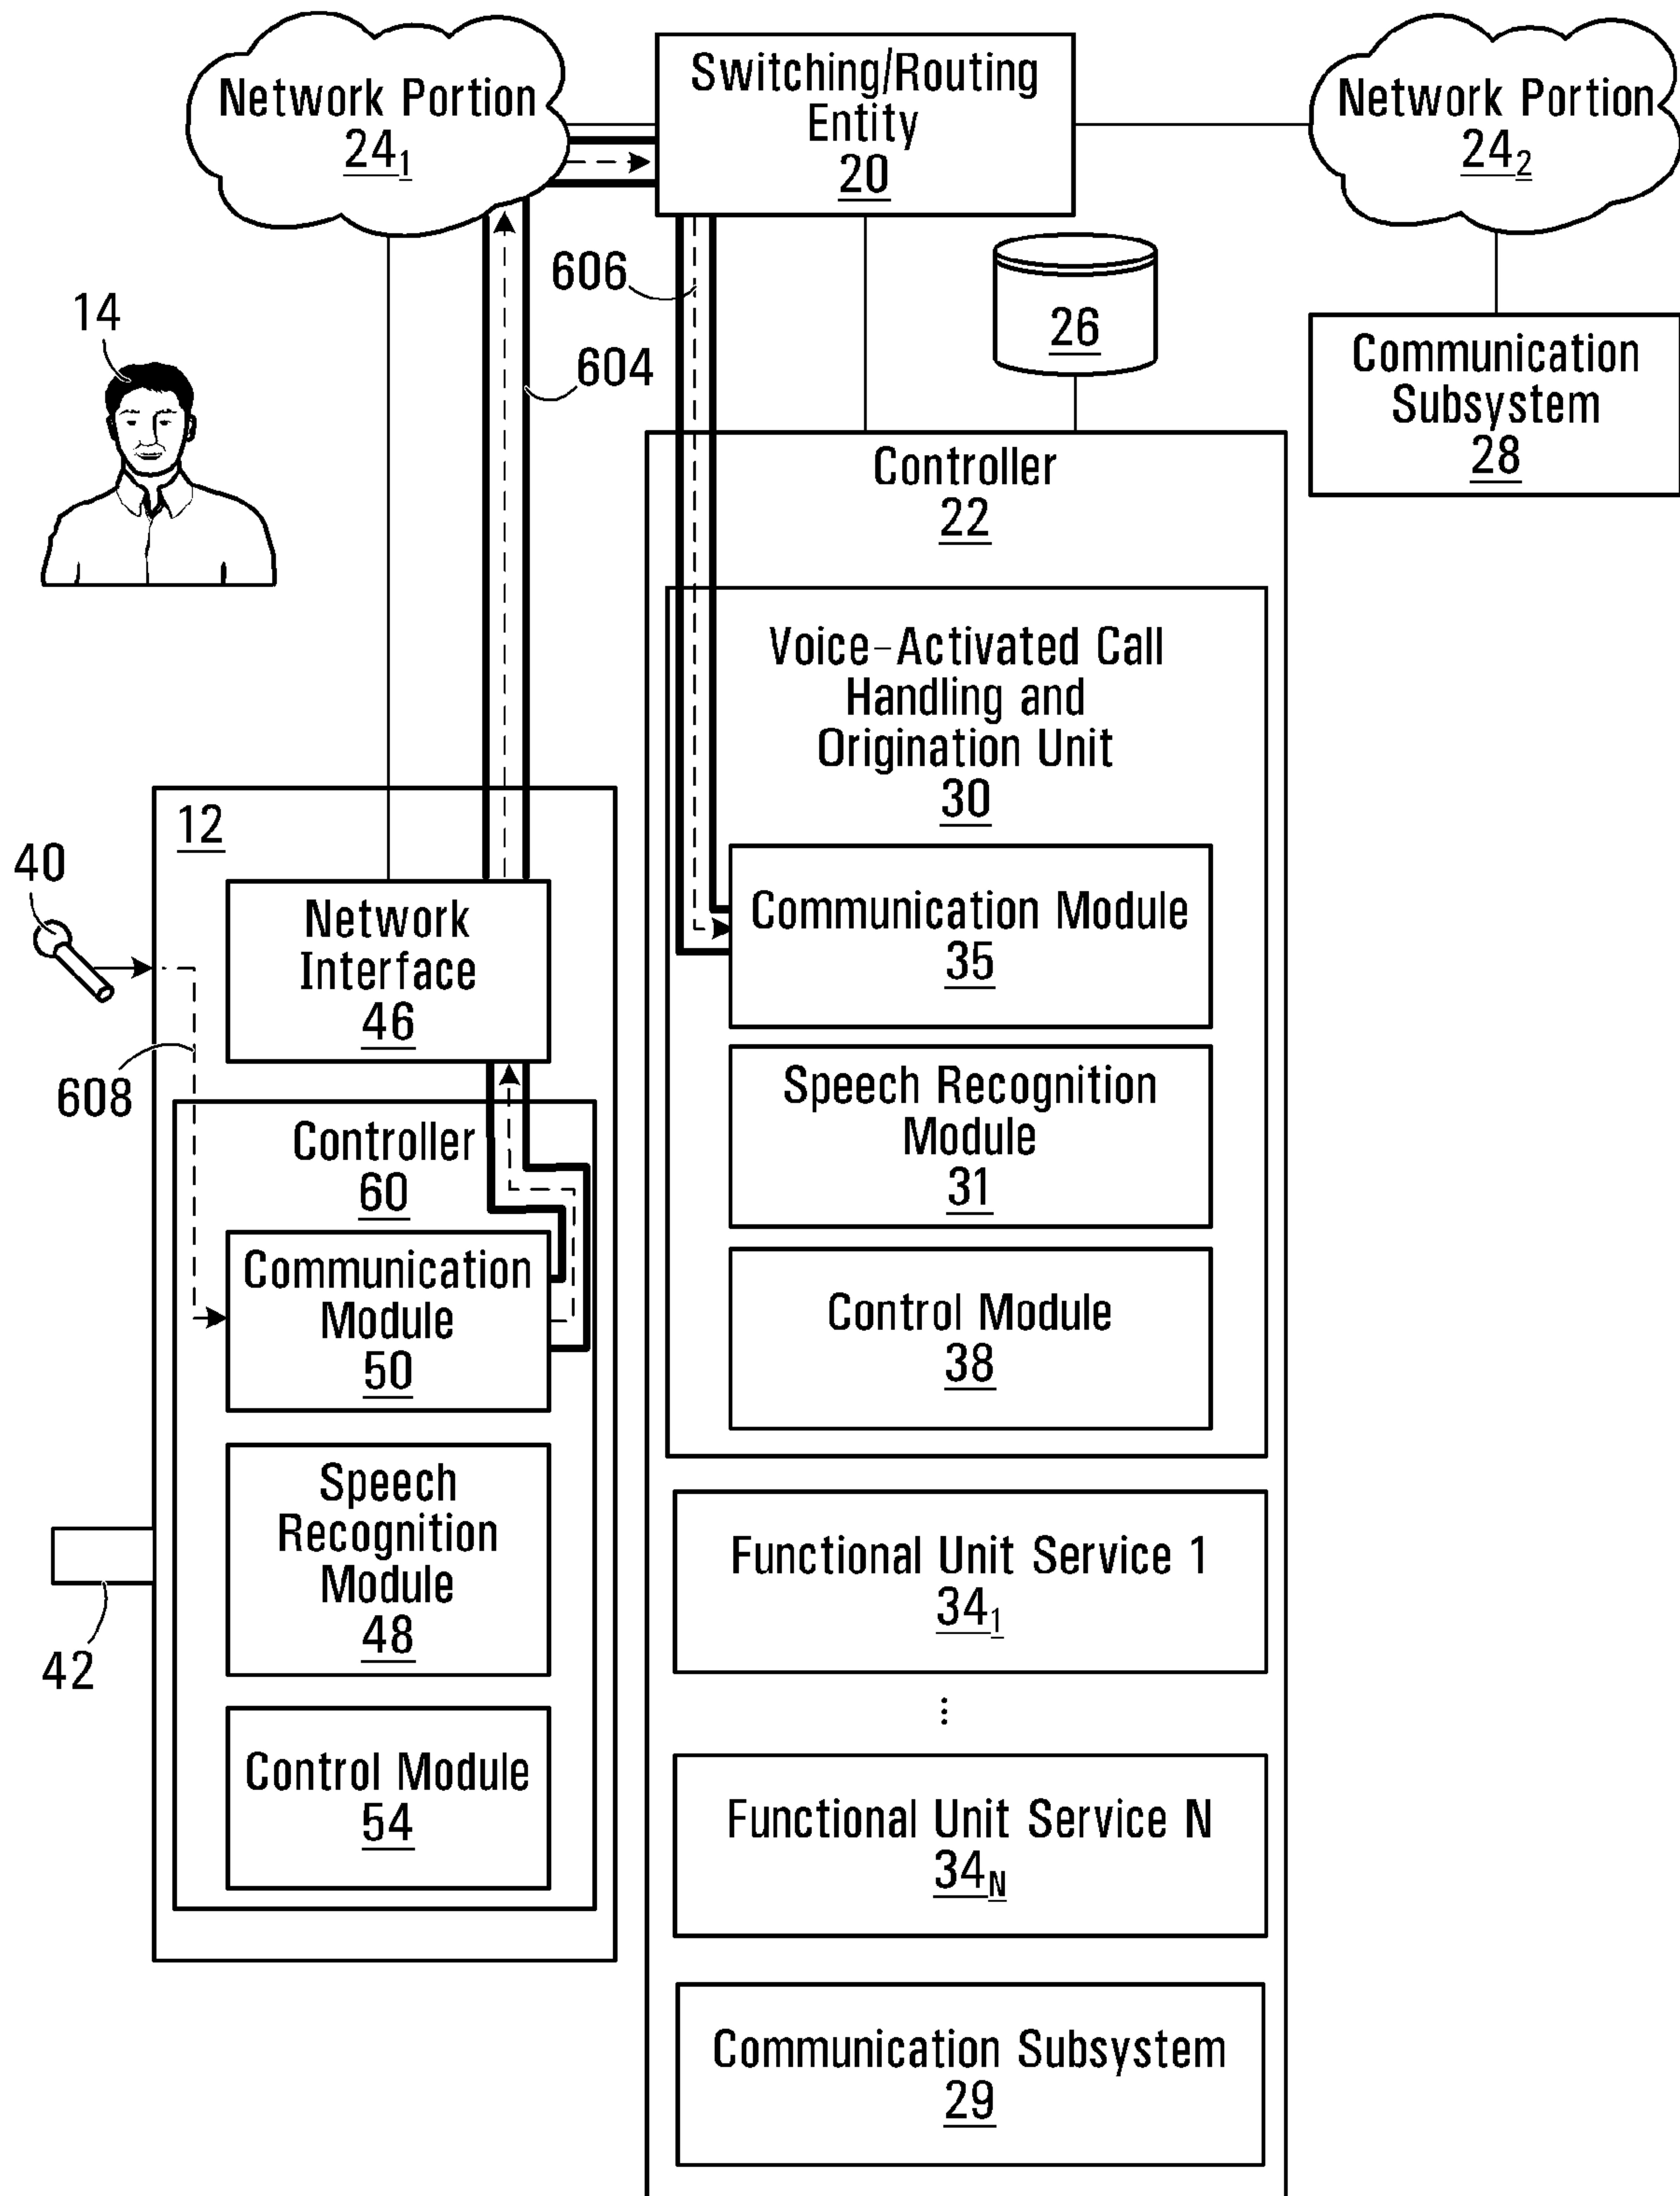 Network Portion
24₁
Switching/Routing
Entity
20
Network Portion
24₂
606
14
604
26
Communication
Subsystem
28
Controller
22
Voice-Activated Call
Handling and
Origination Unit
30
12
40
Network
Interface
46
Communication Module
35
608
Speech Recognition
Module
31
Controller
60
Communication
Module
50
Control Module
38
Speech
Recognition
Module
48
42
Functional Unit Service 1
34₁
⋮
Control Module
54
Functional Unit Service N
34N
Communication Subsystem
29